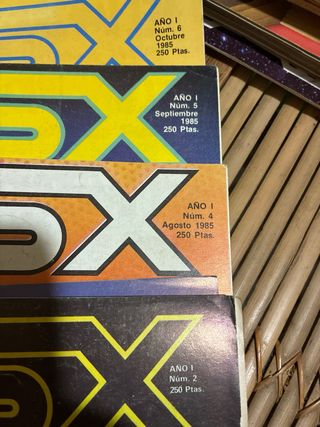 SX
AÑO I
Núm. 6
Octubre
1985
250 Ptas.
SX
AÑO I
Núm. 5
Septiembre
1985
250 Ptas.
SX
AÑO I
Núm. 4
Agosto 1985
250 Ptas.
SX
AÑO I
Núm. 2
250 Ptas.